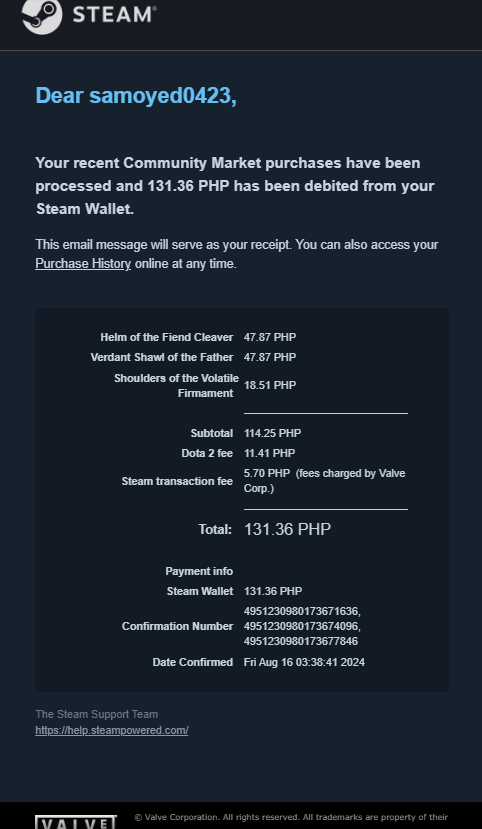 STEAM®
Dear samoyed0423,
Your recent Community Market purchases have been
processed and 131.36 PHP has been debited from your
Steam Wallet.
This email message will serve as your receipt. You can also access your
Purchase History online at any time.
Helm of the Fiend Cleaver 47.87 PHP
Verdant Shawl of the Father 47.87 PHP
Shoulders of the Volatile
Firmament 18.51 PHP
Subtotal 114.25 PHP
Dota 2 fee 11.41 PHP
Steam transaction fee 5.70 PHP (fees charged by Valve
Corp.)
Total: 131.36 PHP
Payment info
Steam Wallet 131.36 PHP
Confirmation Number 4951230980173671636,
4951230980173674096,
4951230980173677846
Date Confirmed Fri Aug 16 03:38:41 2024
The Steam Support Team
https://help.steampowered.com/
VALVE © Valve Corporation. All rights reserved. All trademarks are property of their